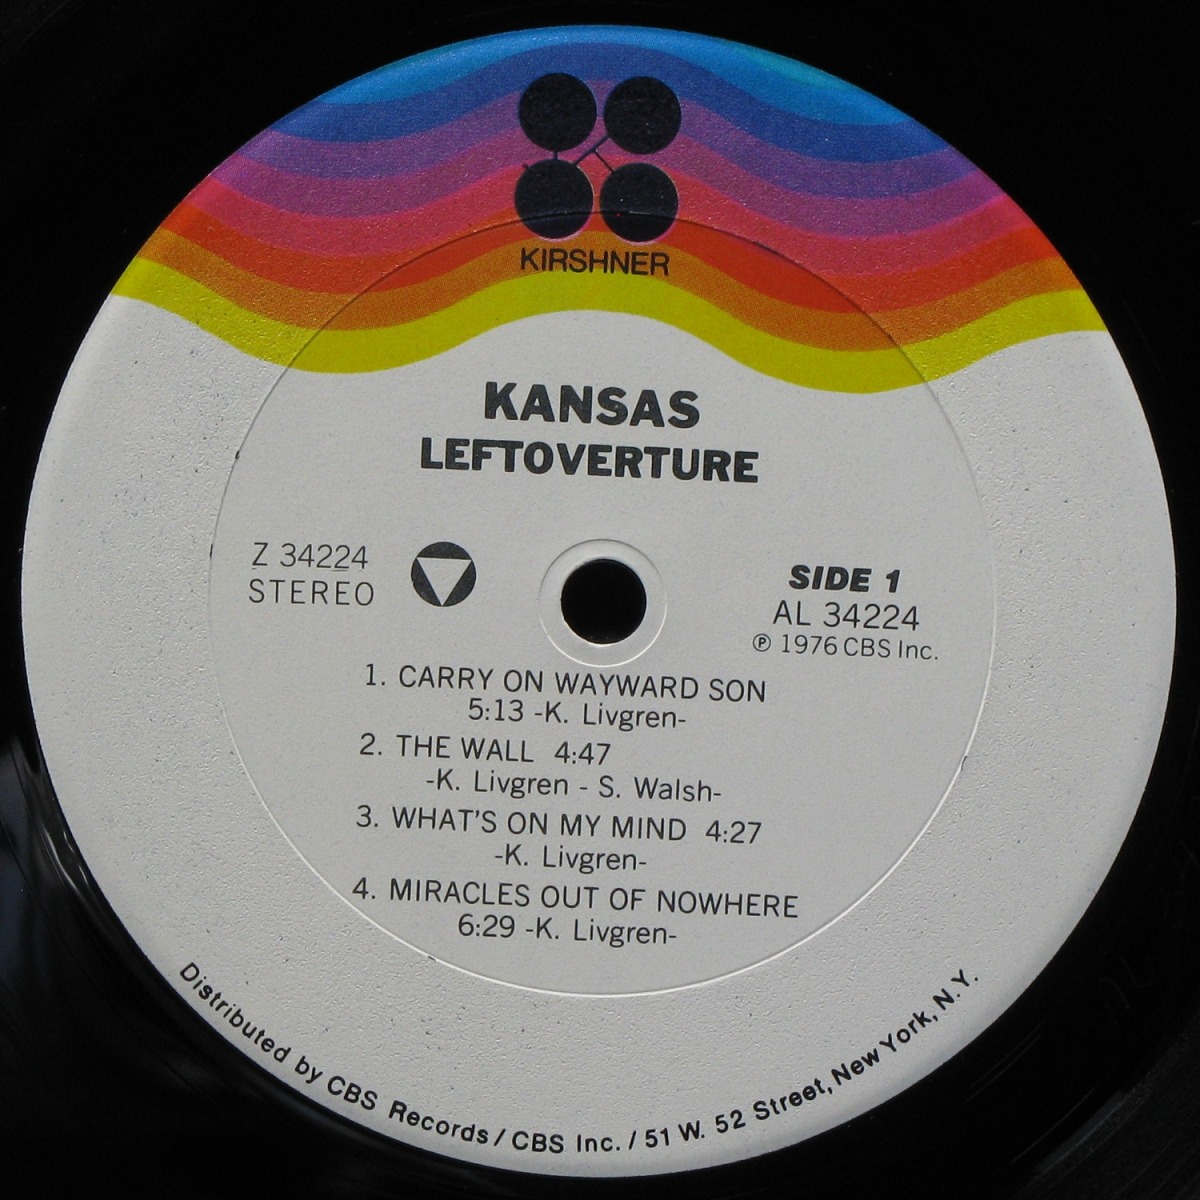 KIRSHNER
KANSAS
LEFTOVERTURE
Z 34224
STEREO
SIDE 1
AL 34224
Ⓟ 1976 CBS Inc.
1. CARRY ON WAYWARD SON
5:13 -K. Livgren-
2. THE WALL 4:47
-K. Livgren - S. Walsh-
3. WHAT'S ON MY MIND 4:27
-K. Livgren-
4. MIRACLES OUT OF NOWHERE
6:29 -K. Livgren-
Distributed by CBS Records / CBS Inc. / 51 W. 52 Street, New York, N.Y.